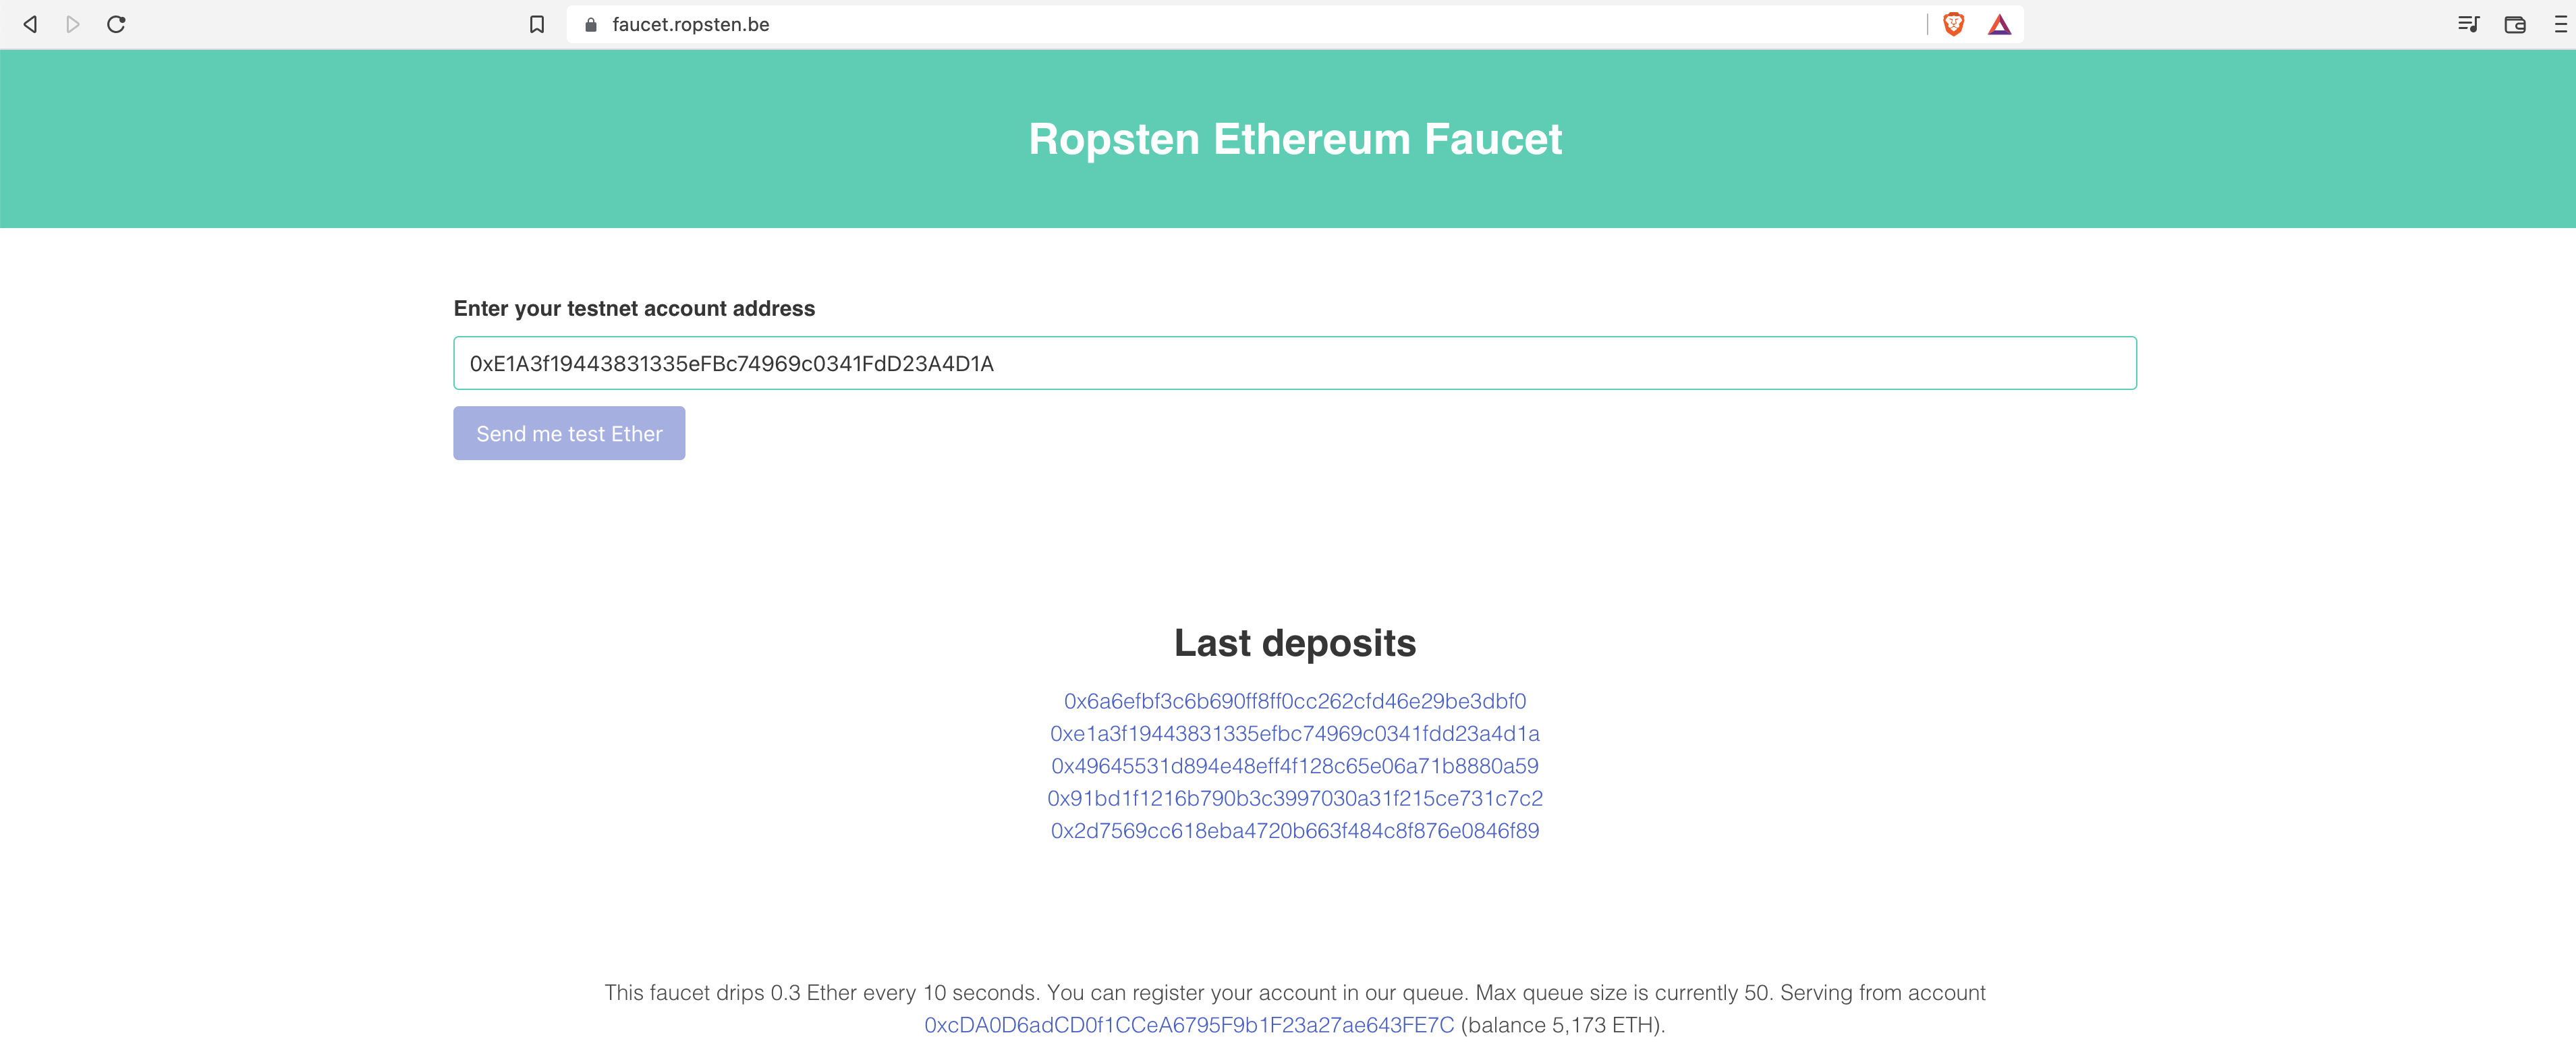 faucet.ropsten.be
Ropsten Ethereum Faucet
Enter your testnet account address
0xE1A3f19443831335eFBc74969c0341FdD23A4D1A
Send me test Ether
Last deposits
0x6a6efbf3c6b690ff8ff0cc262cfd46e29be3dbf0
0xe1a3f19443831335efbc74969c0341fdd23a4d1a
0x49645531d894e48eff4f128c65e06a71b8880a59
0x91bd1f1216b790b3c3997030a31f215ce731c7c2
0x2d7569cc618eba4720b663f484c8f876e0846f89
This faucet drips 0.3 Ether every 10 seconds. You can register your account in our queue. Max queue size is currently 50. Serving from account
0xcDA0D6adCD0f1CCeA6795F9b1F23a27ae643FE7C (balance 5,173 ETH).